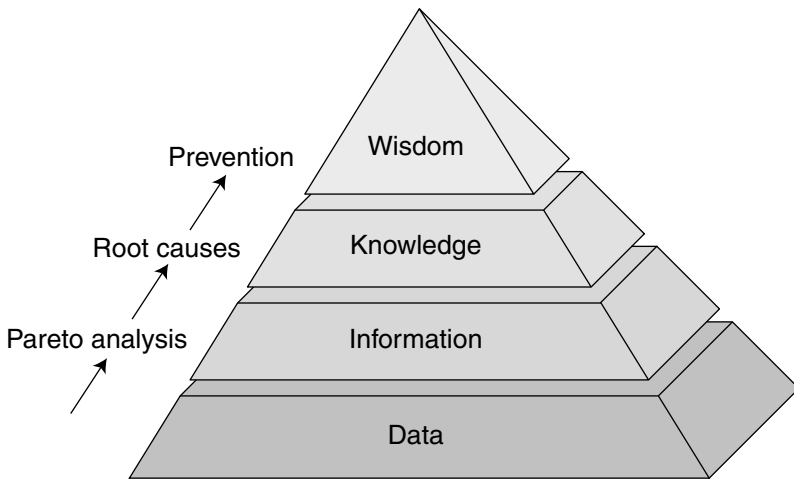 Wisdom
Prevention
Knowledge
Root causes
Information
Pareto analysis
Data